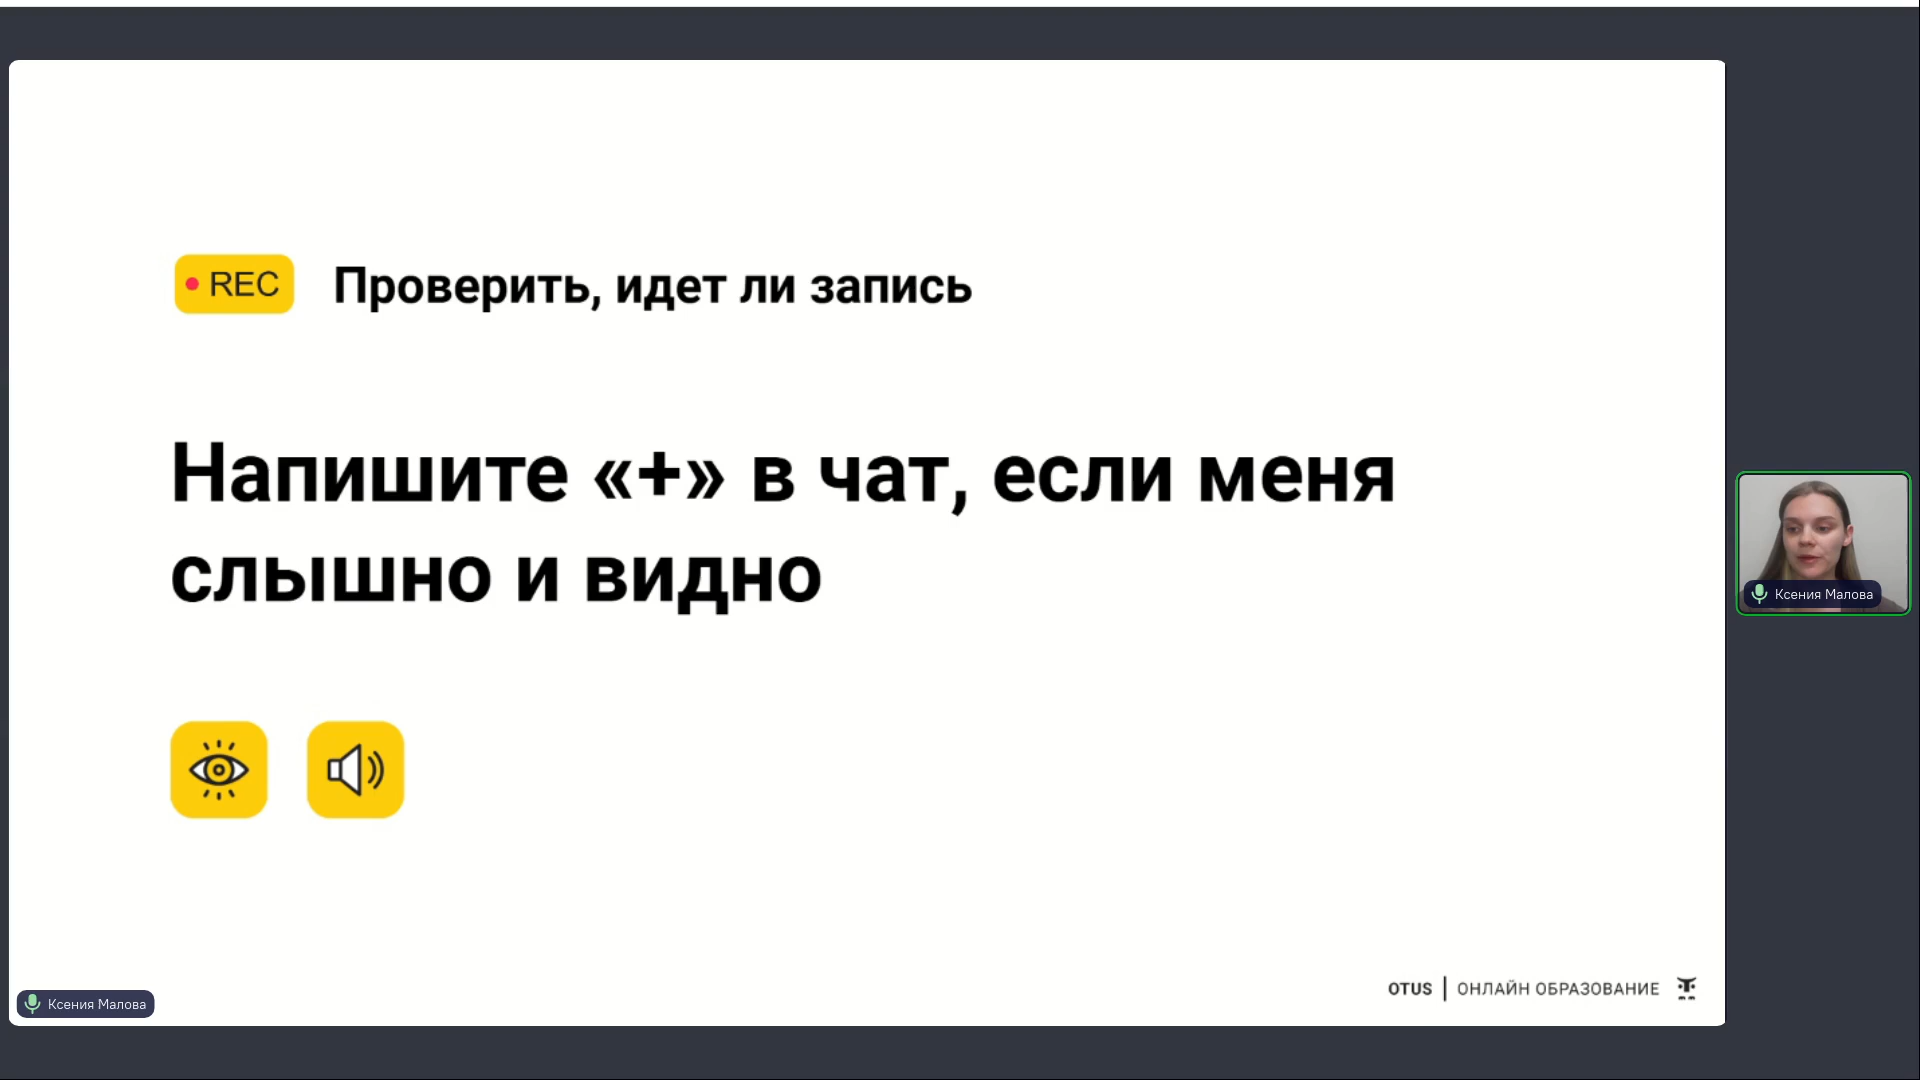 REC Проверить, идет ли запись
Напишите «+» в чат, если меня
слышно и видно
Ксения Малова
Ксения Малова
OTUS | ОНЛАЙН ОБРАЗОВАНИЕ